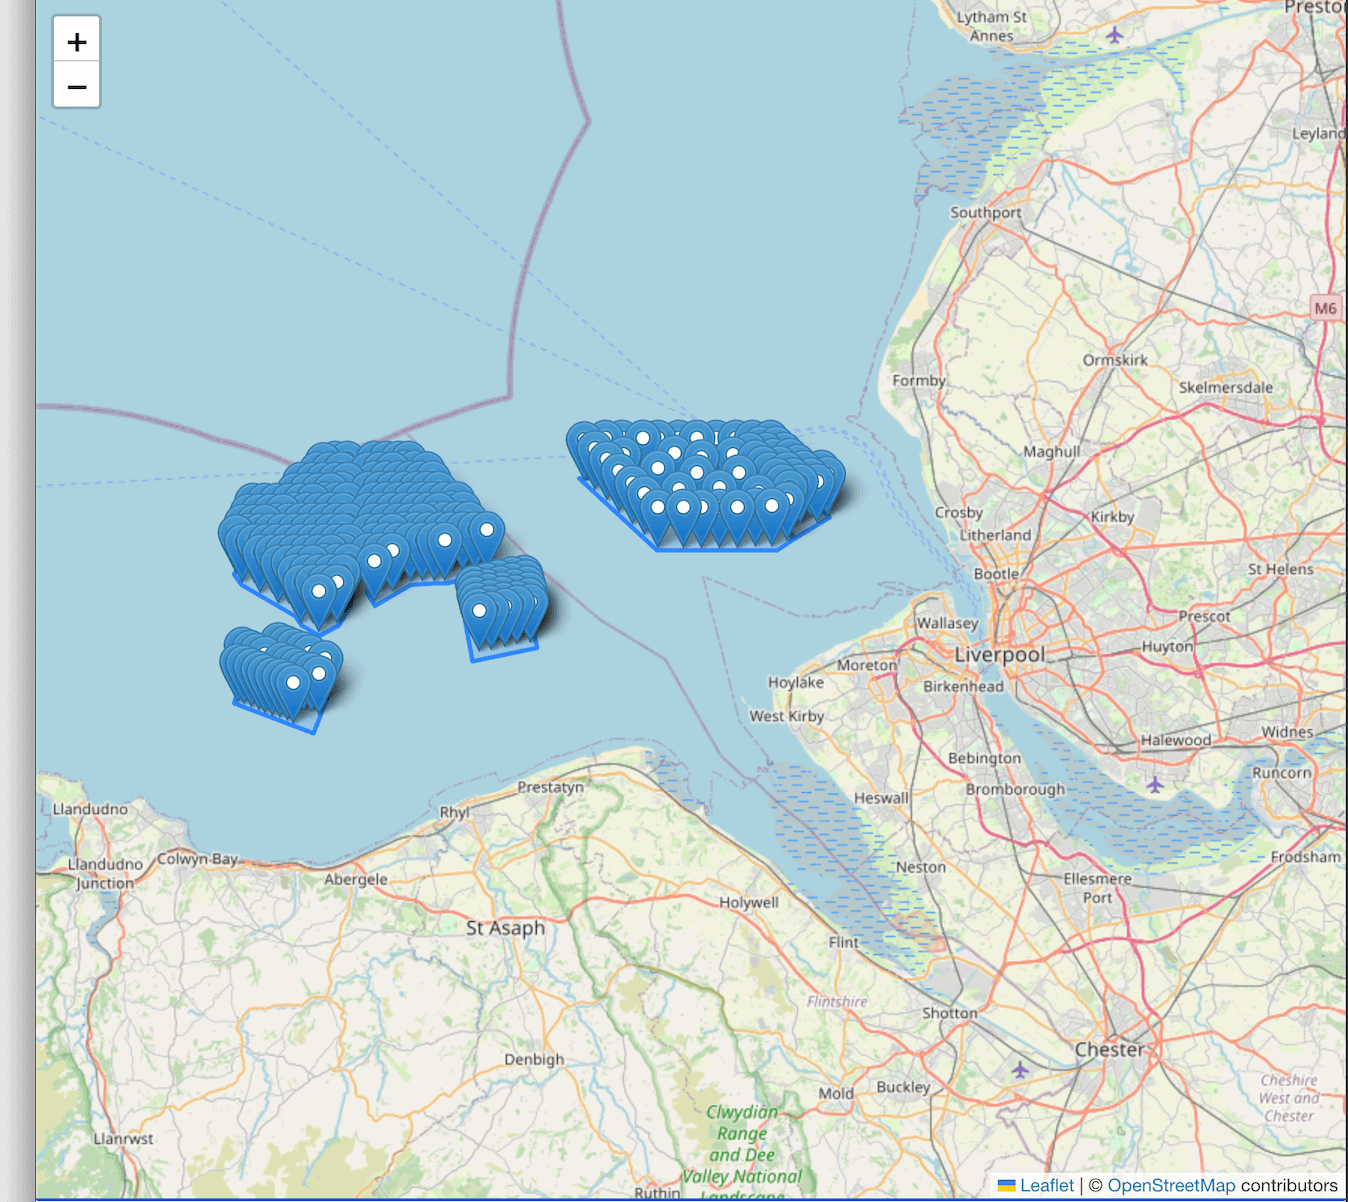 +
−
Lytham St
Annes
Presto
Leyland
Southport
M6
Ormskirk
Formby
Skelmersdale
Maghull
Crosby
Kirkby
Litherland
St Helens
Bootle
Prescot
Wallasey
Huyton
Liverpool
Moreton
Birkenhead
Hoylake
West Kirby
Widnes
Halewood
Bebington
Runcorn
Prestatyn
Bromborough
Heswall
Llandudno
Rhyl
Colwyn Bay
Frodsham
Llandudno
Junction
Neston
Abergele
Ellesmere
Port
Holywell
St Asaph
Flint
Flintshire
Shotton
Chester
Denbigh
Buckley
Mold
Cheshire
West and
Chester
Clwydian
Range
and Dee
Valley National
Landscape
Llanrwst
Ruthin
Leaflet | © OpenStreetMap contributors